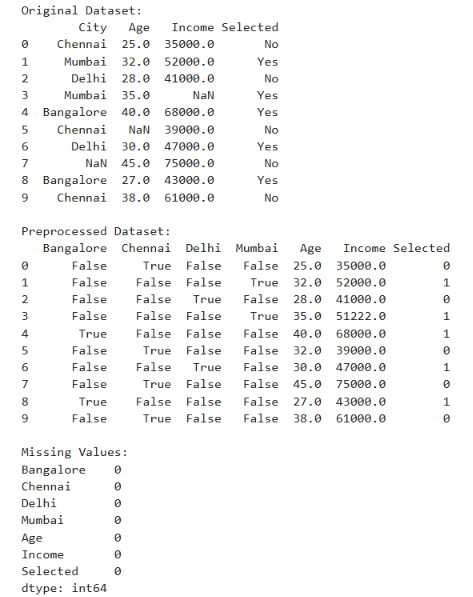 Original Dataset:
        City   Age   Income Selected
0    Chennai  25.0  35000.0       No
1     Mumbai  32.0  52000.0      Yes
2      Delhi  28.0  41000.0       No
3     Mumbai  35.0      NaN      Yes
4  Bangalore  40.0  68000.0      Yes
5    Chennai   NaN  39000.0       No
6      Delhi  30.0  47000.0      Yes
7        NaN  45.0  75000.0       No
8  Bangalore  27.0  43000.0      Yes
9    Chennai  38.0  61000.0       No
Preprocessed Dataset:
   Bangalore  Chennai  Delhi  Mumbai   Age   Income Selected
0      False     True  False   False  25.0  35000.0        0
1      False    False  False    True  32.0  52000.0        1
2      False    False   True   False  28.0  41000.0        0
3      False    False  False    True  35.0  51222.0        1
4       True    False  False   False  40.0  68000.0        1
5      False     True  False   False  32.0  39000.0        0
6      False    False   True   False  30.0  47000.0        1
7      False     True  False   False  45.0  75000.0        0
8       True    False  False   False  27.0  43000.0        1
9      False     True  False   False  38.0  61000.0        0
Missing Values:
Bangalore    0
Chennai      0
Delhi        0
Mumbai       0
Age          0
Income       0
Selected     0
dtype: int64